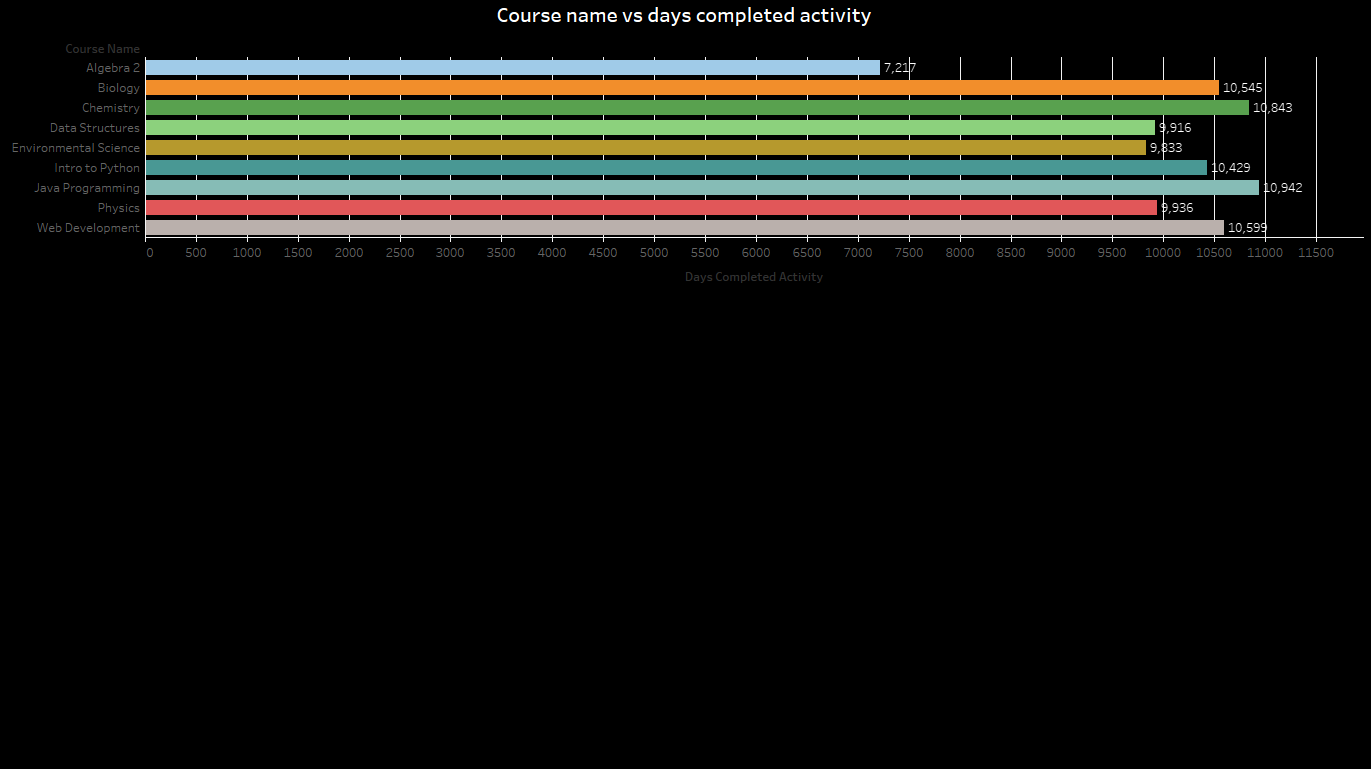 Course name vs days completed activity
Course Name
Algebra 2 7,217
Biology 10,545
Chemistry 10,843
Data Structures 9,916
Environmental Science 9,833
Intro to Python 10,429
Java Programming 10,942
Physics 9,936
Web Development 10,599
0 500 1000 1500 2000 2500 3000 3500 4000 4500 5000 5500 6000 6500 7000 7500 8000 8500 9000 9500 10000 10500 11000 11500
Days Completed Activity